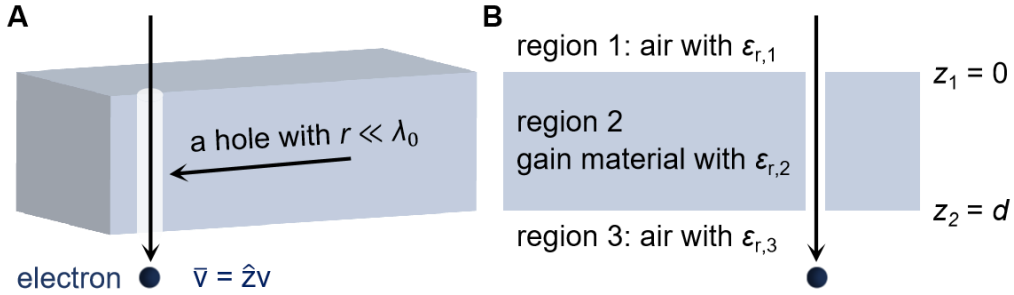 A
a hole with r ≪ λ₀
electron
v̄ = ẑv
B
region 1: air with εr,1
z₁ = 0
region 2
gain material with εr,2
z₂ = d
region 3: air with εr,3